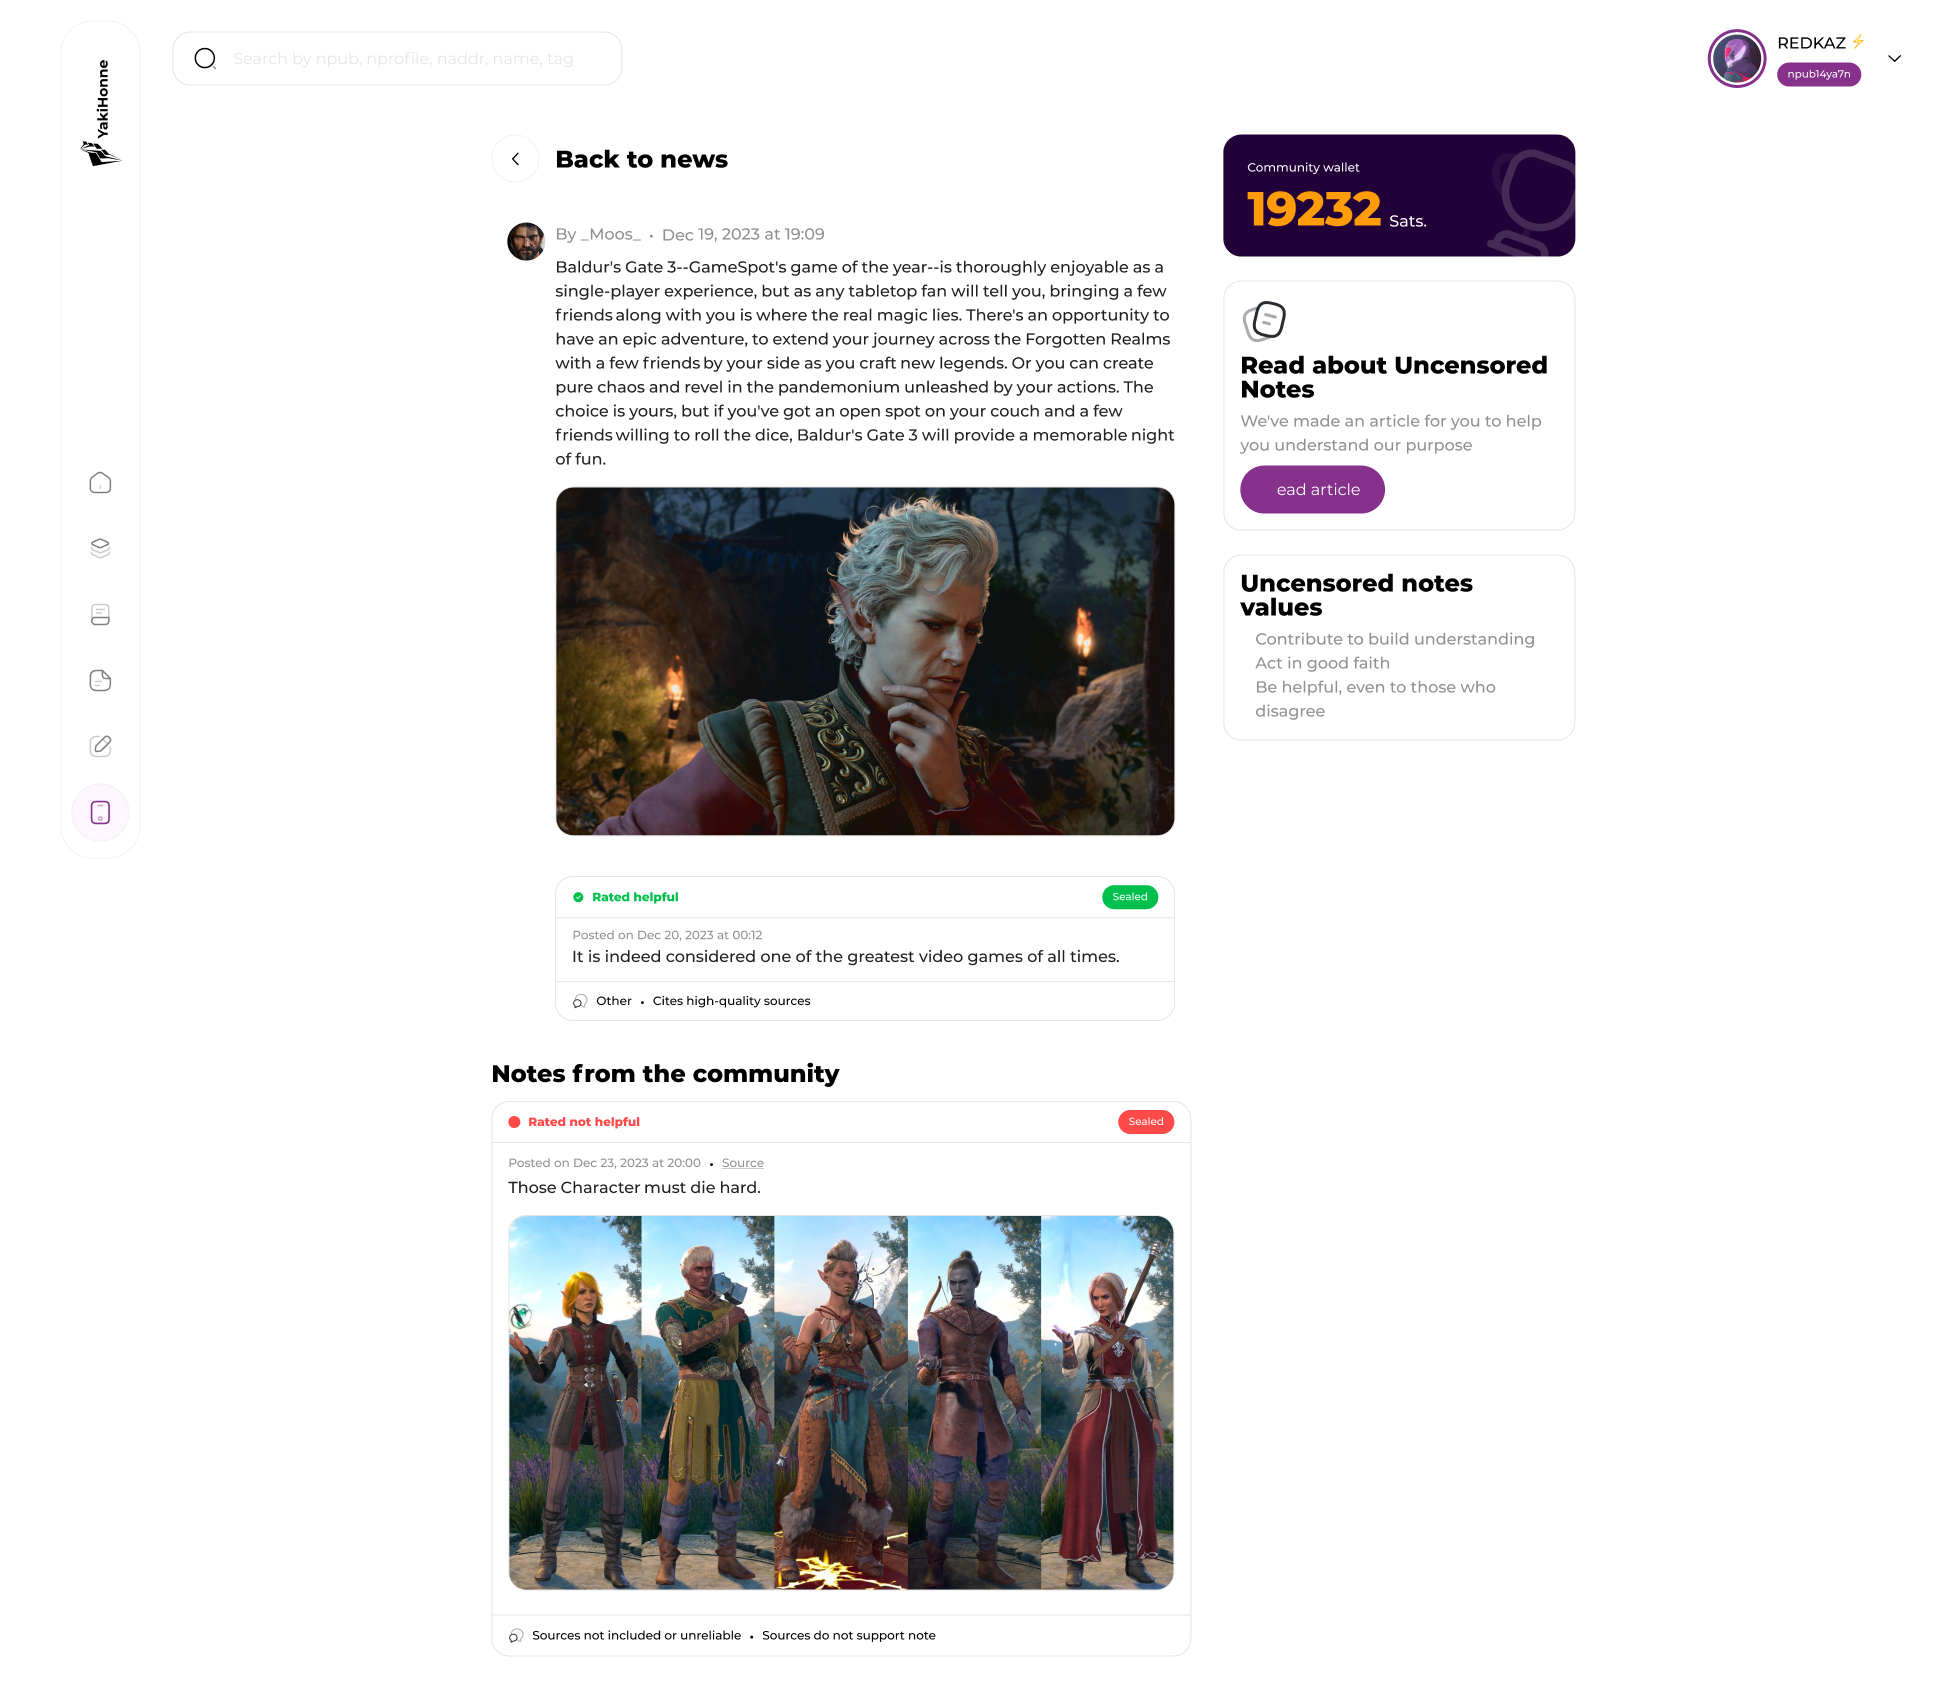 YakiHonne
Search by npub, nprofile, naddr, name, tag
REDKAZ ⚡
npub14ya7n
Back to news
By _Moos_ • Dec 19, 2023 at 19:09
Baldur's Gate 3--GameSpot's game of the year--is thoroughly enjoyable as a
single-player experience, but as any tabletop fan will tell you, bringing a few
friends along with you is where the real magic lies. There's an opportunity to
have an epic adventure, to extend your journey across the Forgotten Realms
with a few friends by your side as you craft new legends. Or you can create
pure chaos and revel in the pandemonium unleashed by your actions. The
choice is yours, but if you've got an open spot on your couch and a few
friends willing to roll the dice, Baldur's Gate 3 will provide a memorable night
of fun.
Rated helpful
Sealed
Posted on Dec 20, 2023 at 00:12
It is indeed considered one of the greatest video games of all times.
Other • Cites high-quality sources
Notes from the community
Rated not helpful
Sealed
Posted on Dec 23, 2023 at 20:00 • Source
Those Character must die hard.
Sources not included or unreliable • Sources do not support note
Community wallet
19232 Sats.
Read about Uncensored
Notes
We've made an article for you to help
you understand our purpose
ead article
Uncensored notes
values
Contribute to build understanding
Act in good faith
Be helpful, even to those who
disagree